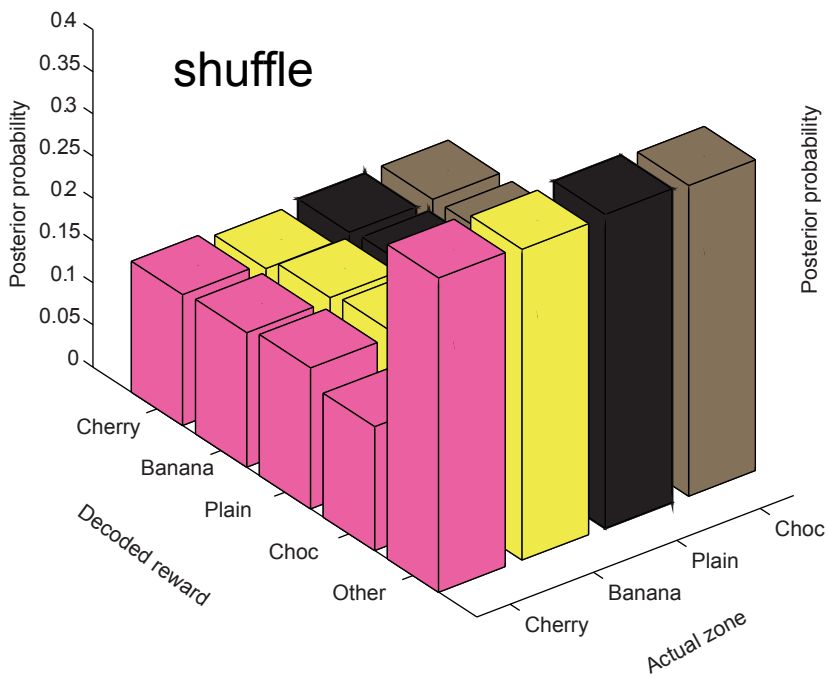 shuffle
Posterior probability
0.4
0.35
0.3
0.25
0.2
0.15
0.1
0.05
0
Cherry
Banana
Plain
Choc
Other
Decoded reward
Cherry
Banana
Plain
Choc
Actual zone
Posterior probability